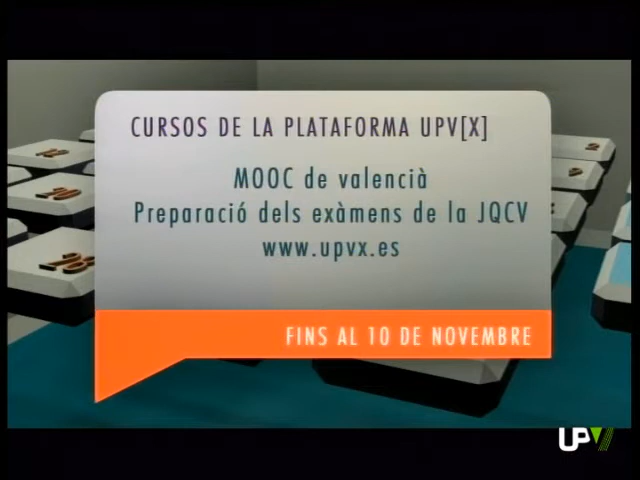 CURSOS DE LA PLATAFORMA UPV[X]
MOOC de valencià
Preparació dels exàmens de la JQCV
www.upvx.es
FINS AL 10 DE NOVEMBRE
UPV